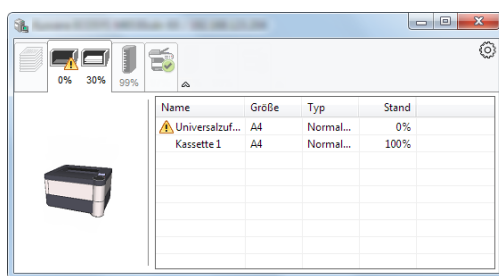 0% 30% 99%
Name Größe Typ Stand
Universalzuf... A4 Normal... 0%
Kassette 1 A4 Normal... 100%